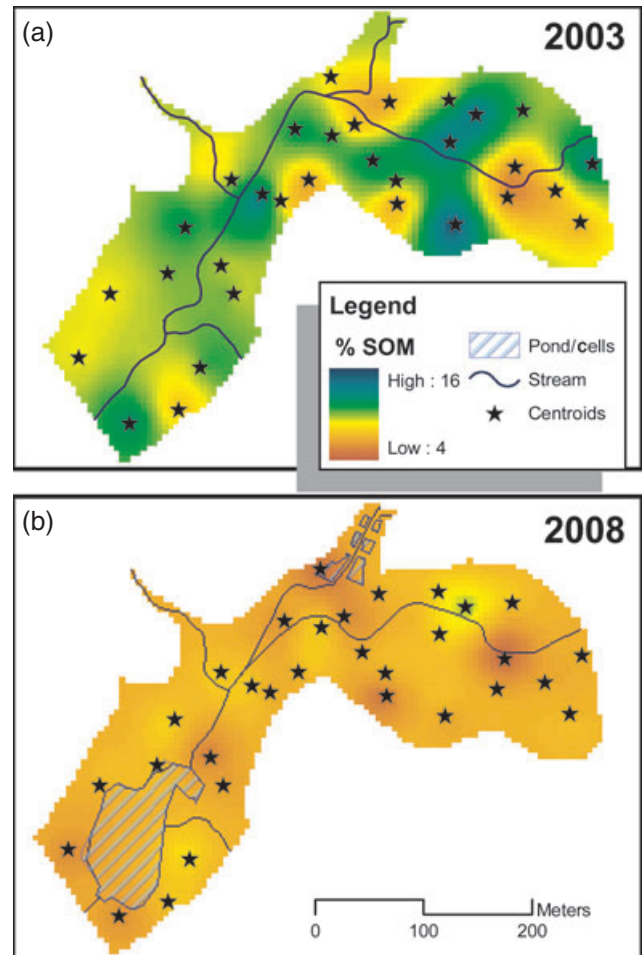 (a)
2003
Legend
% SOM
High : 16
Low : 4
Pond/cells
Stream
Centroids
(b)
2008
Meters
0 100 200